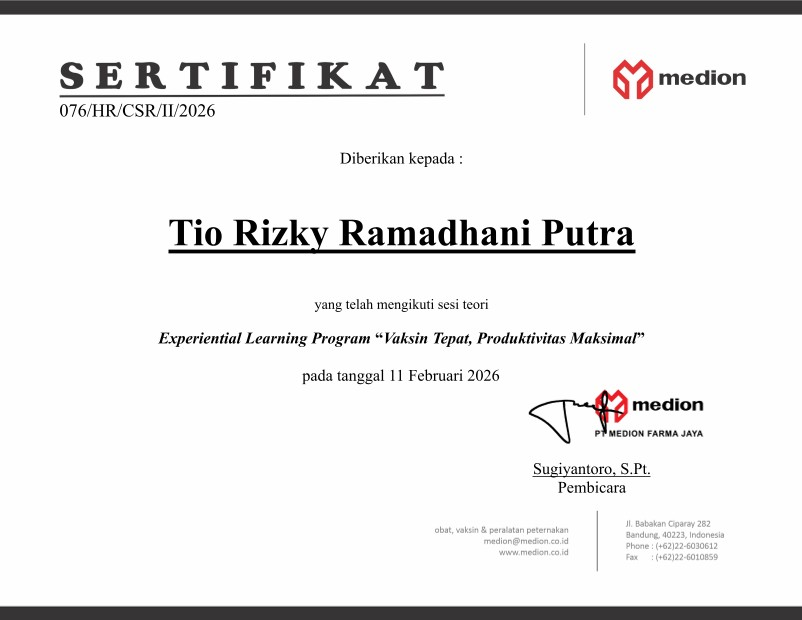 SERTIFIKAT
076/HR/CSR/II/2026
medion
Diberikan kepada :
Tio Rizky Ramadhani Putra
yang telah mengikuti sesi teori
Experiential Learning Program “Vaksin Tepat, Produktivitas Maksimal”
pada tanggal 11 Februari 2026
medion
PT MEDION FARMA JAYA
Sugiyantoro, S.Pt.
Pembicara
obat, vaksin & peralatan peternakan
medion@medion.co.id
www.medion.co.id
Jl. Babakan Ciparay 282
Bandung, 40223, Indonesia
Phone : (+62)22-6030612
Fax : (+62)22-6010859